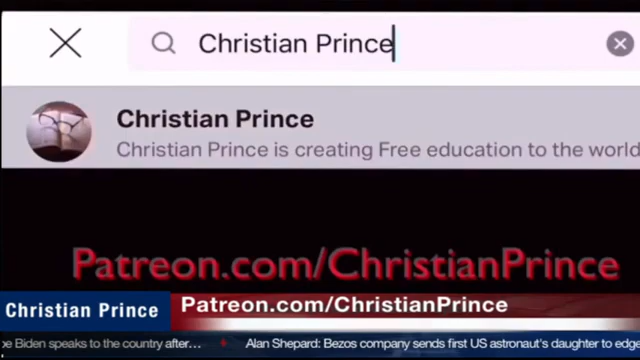 Christian Prince
Christian Prince
Christian Prince is creating Free education to the world
Patreon.com/ChristianPrince
Christian Prince
Patreon.com/ChristianPrince
Biden speaks to the country after... Alan Shepard: Bezos company sends first US astronaut's daughter to edge